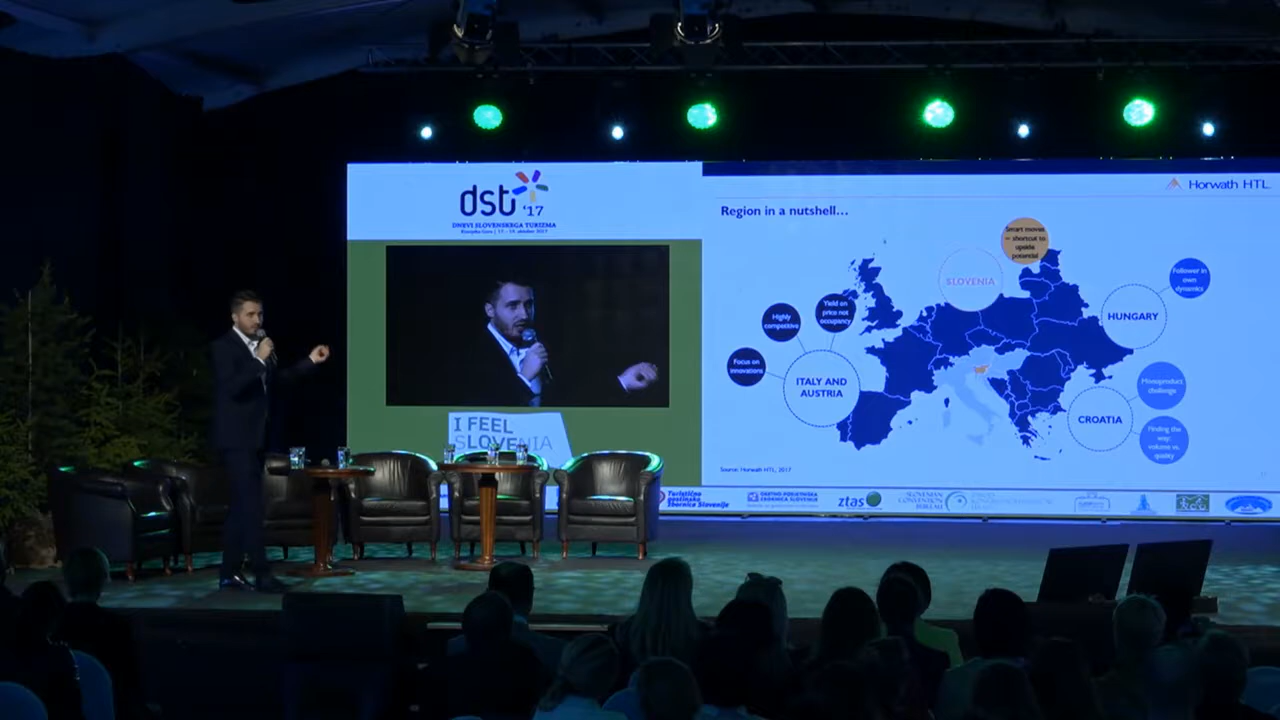 dst
'17
DNEVI SLOVENSKEGA TURIZMA
Kranjska Gora | 17. - 19. oktober 2017
I FEEL
SLOVENIA
Horwath HTL
Region in a nutshell...
Smart moves
– shortcut to
upside
potential
SLOVENIA
Follower in
own
dynamics
HUNGARY
Highly
competitive
Yield on
price not
occupancy
Focus on
innovations
ITALY AND
AUSTRIA
Monoproduct
challenge
CROATIA
Finding the
way:
volume vs.
quality
Source: Horwath HTL, 2017
Turistično
gostinska
Zbornica Slovenije
OBRTNO-PODJETNIŠKA
ZBORNICA SLOVENIJE
ztas
SLOVENIAN
CONVENTION
BUREAU